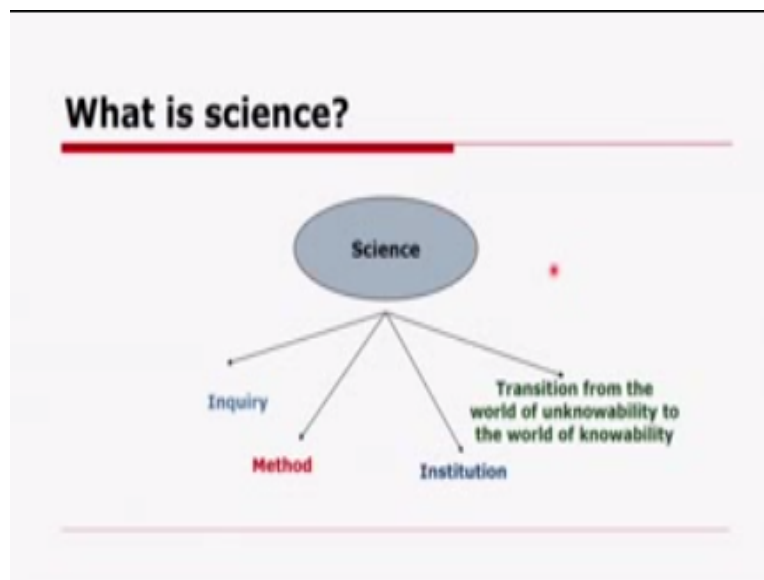 What is science?
Science
Inquiry
Transition from the
world of unknowability to
the world of knowability
Method
Institution